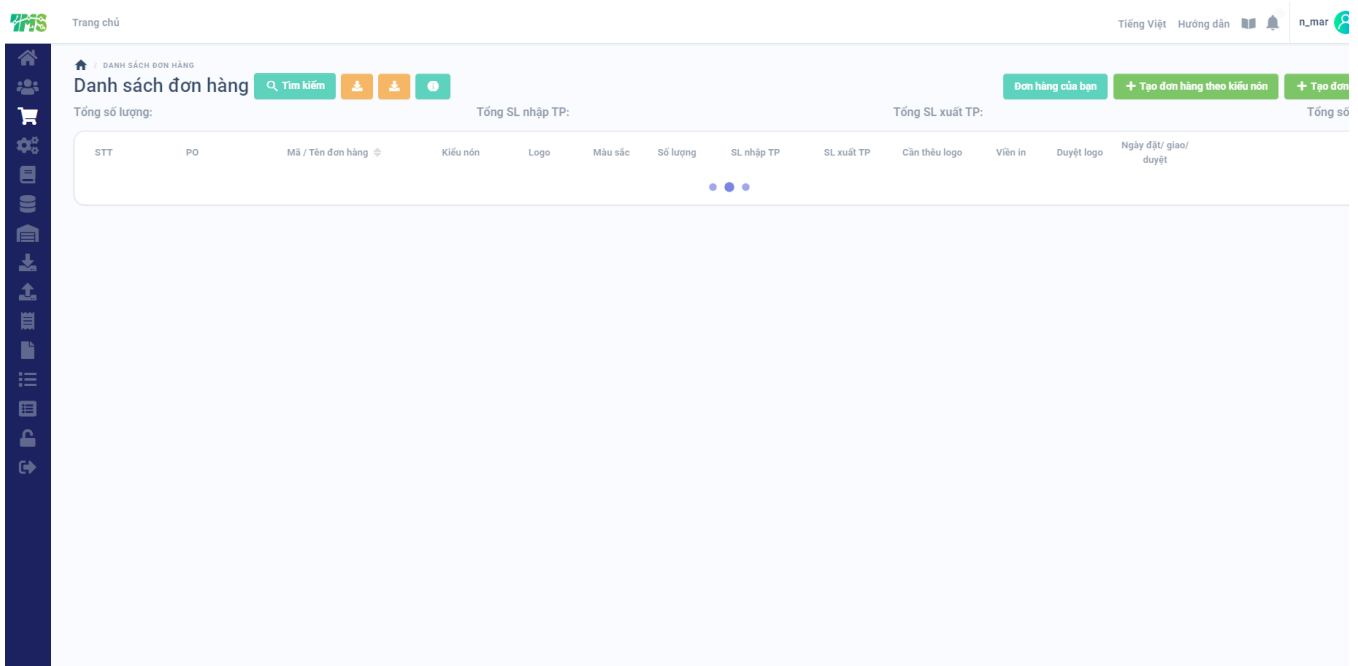 TMS
Trang chủ
Tiếng Việt Hướng dẫn
n_mar
DANH SÁCH ĐƠN HÀNG
Danh sách đơn hàng
Tìm kiếm
Đơn hàng của bạn
Tạo đơn hàng theo kiểu nón
Tạo đơn
Tổng số lượng:
Tổng SL nhập TP:
Tổng SL xuất TP:
Tổng số
STT PO Mã / Tên đơn hàng Kiểu nón Logo Màu sắc Số lượng SL nhập TP SL xuất TP Cần thêu logo Viền in Duyệt logo Ngày đặt/ giao/
duyệt